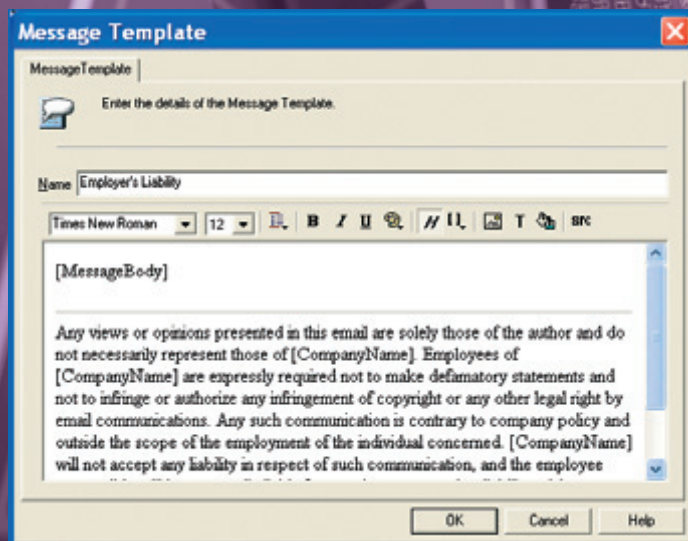 Message Template
MessageTemplate
Enter the details of the Message Template.
Name Employer's Liability
Times New Roman 12 B I U H [ ] T src
[MessageBody]
Any views or opinions presented in this email are solely those of the author and do
not necessarily represent those of [CompanyName]. Employees of
[CompanyName] are expressly required not to make defamatory statements and
not to infringe or authorize any infringement of copyright or any other legal right by
email communications. Any such communication is contrary to company policy and
outside the scope of the employment of the individual concerned. [CompanyName]
will not accept any liability in respect of such communication, and the employee
OK Cancel Help